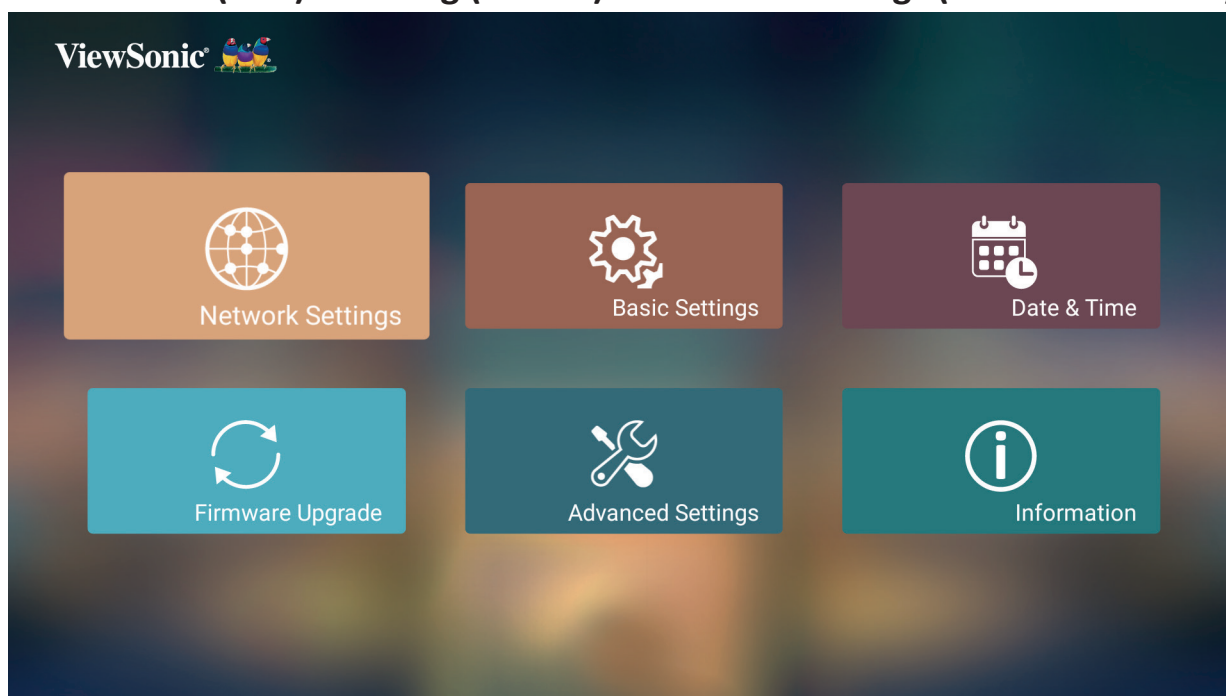 ViewSonic®
Network Settings
Basic Settings
Date & Time
Firmware Upgrade
Advanced Settings
Information